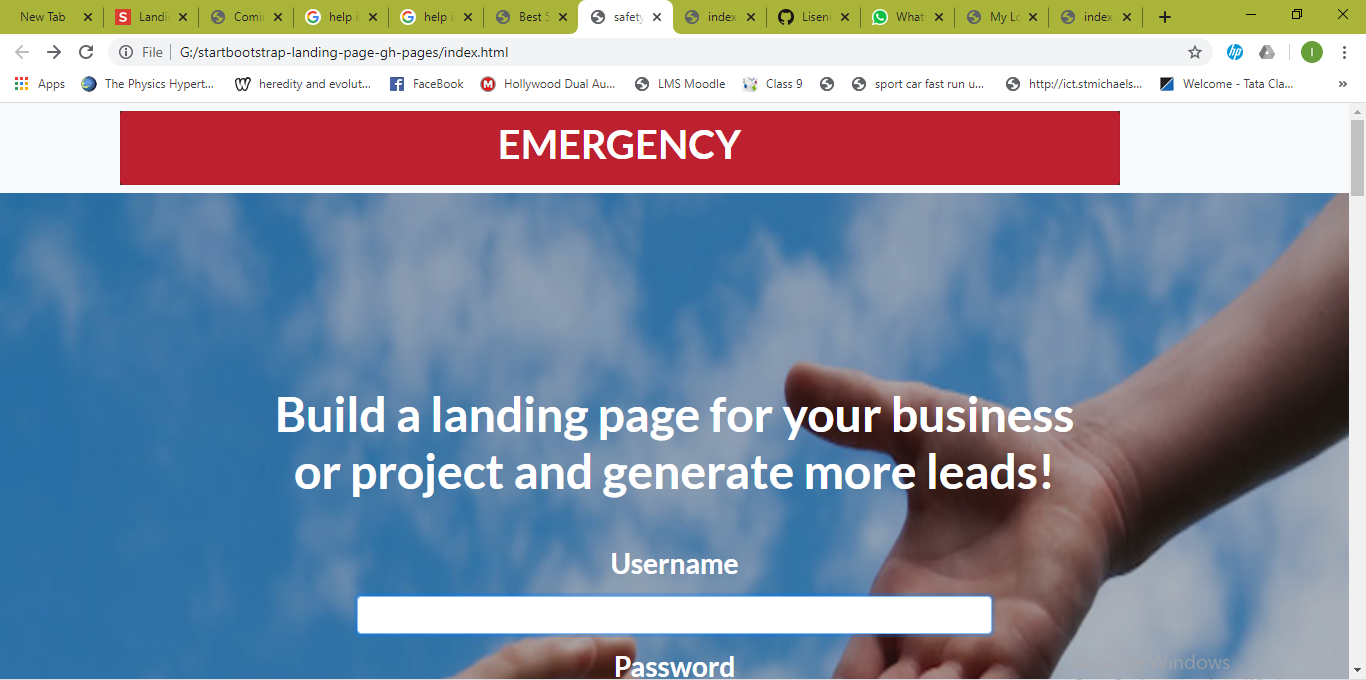 New Tab
Landi
Comi
help i
help i
Best 5
safety
index
Liseni
What
My Lo
index
File
G:/startbootstrap-landing-page-gh-pages/index.html
I
Apps
The Physics Hypert...
heredity and evolut...
FaceBook
Hollywood Dual Au...
LMS Moodle
Class 9
sport car fast run u...
http://ict.stmichaels...
Welcome - Tata Cla...
EMERGENCY
Build a landing page for your business
or project and generate more leads!
Username
Password
Windows